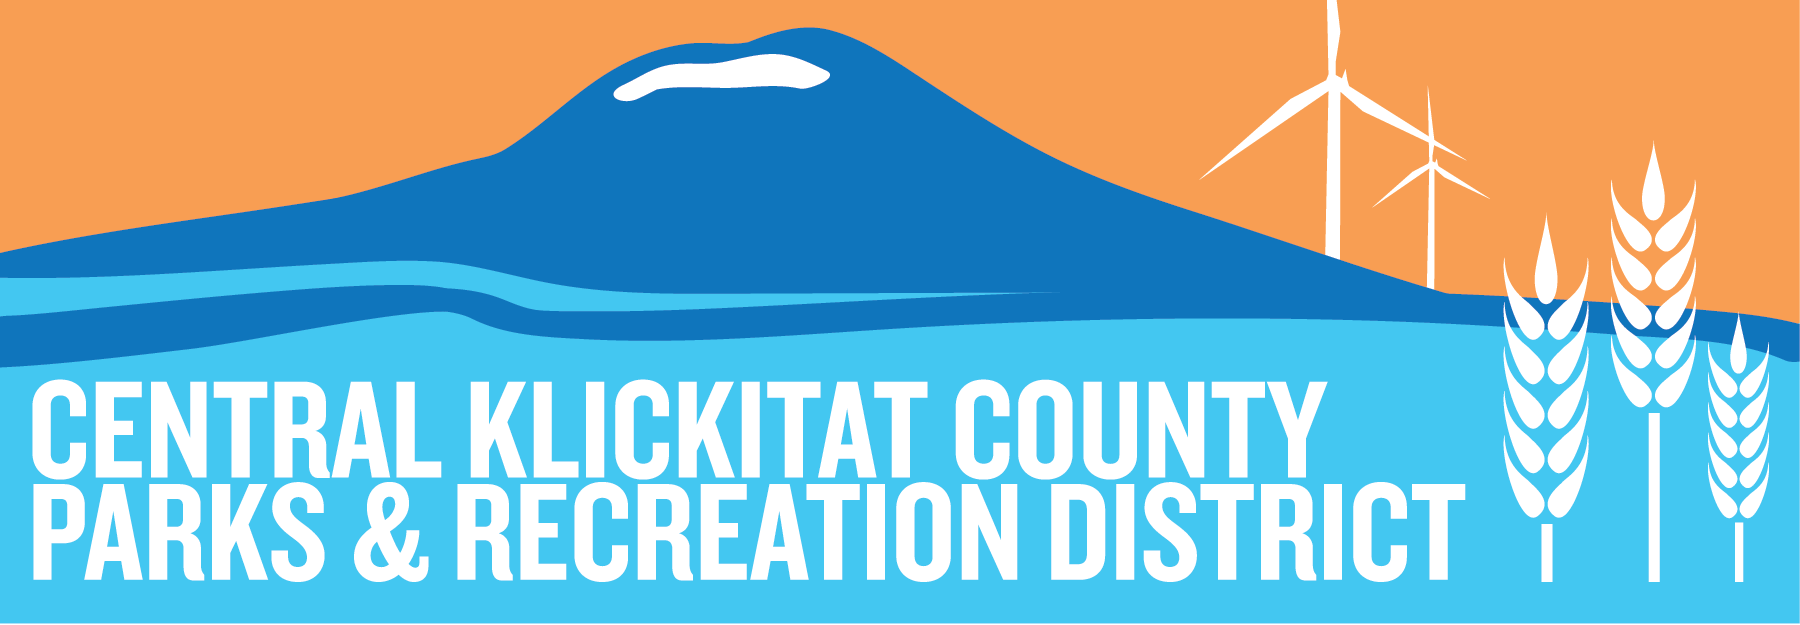 CENTRAL KLICKITAT COUNTY
PARKS & RECREATION DISTRICT